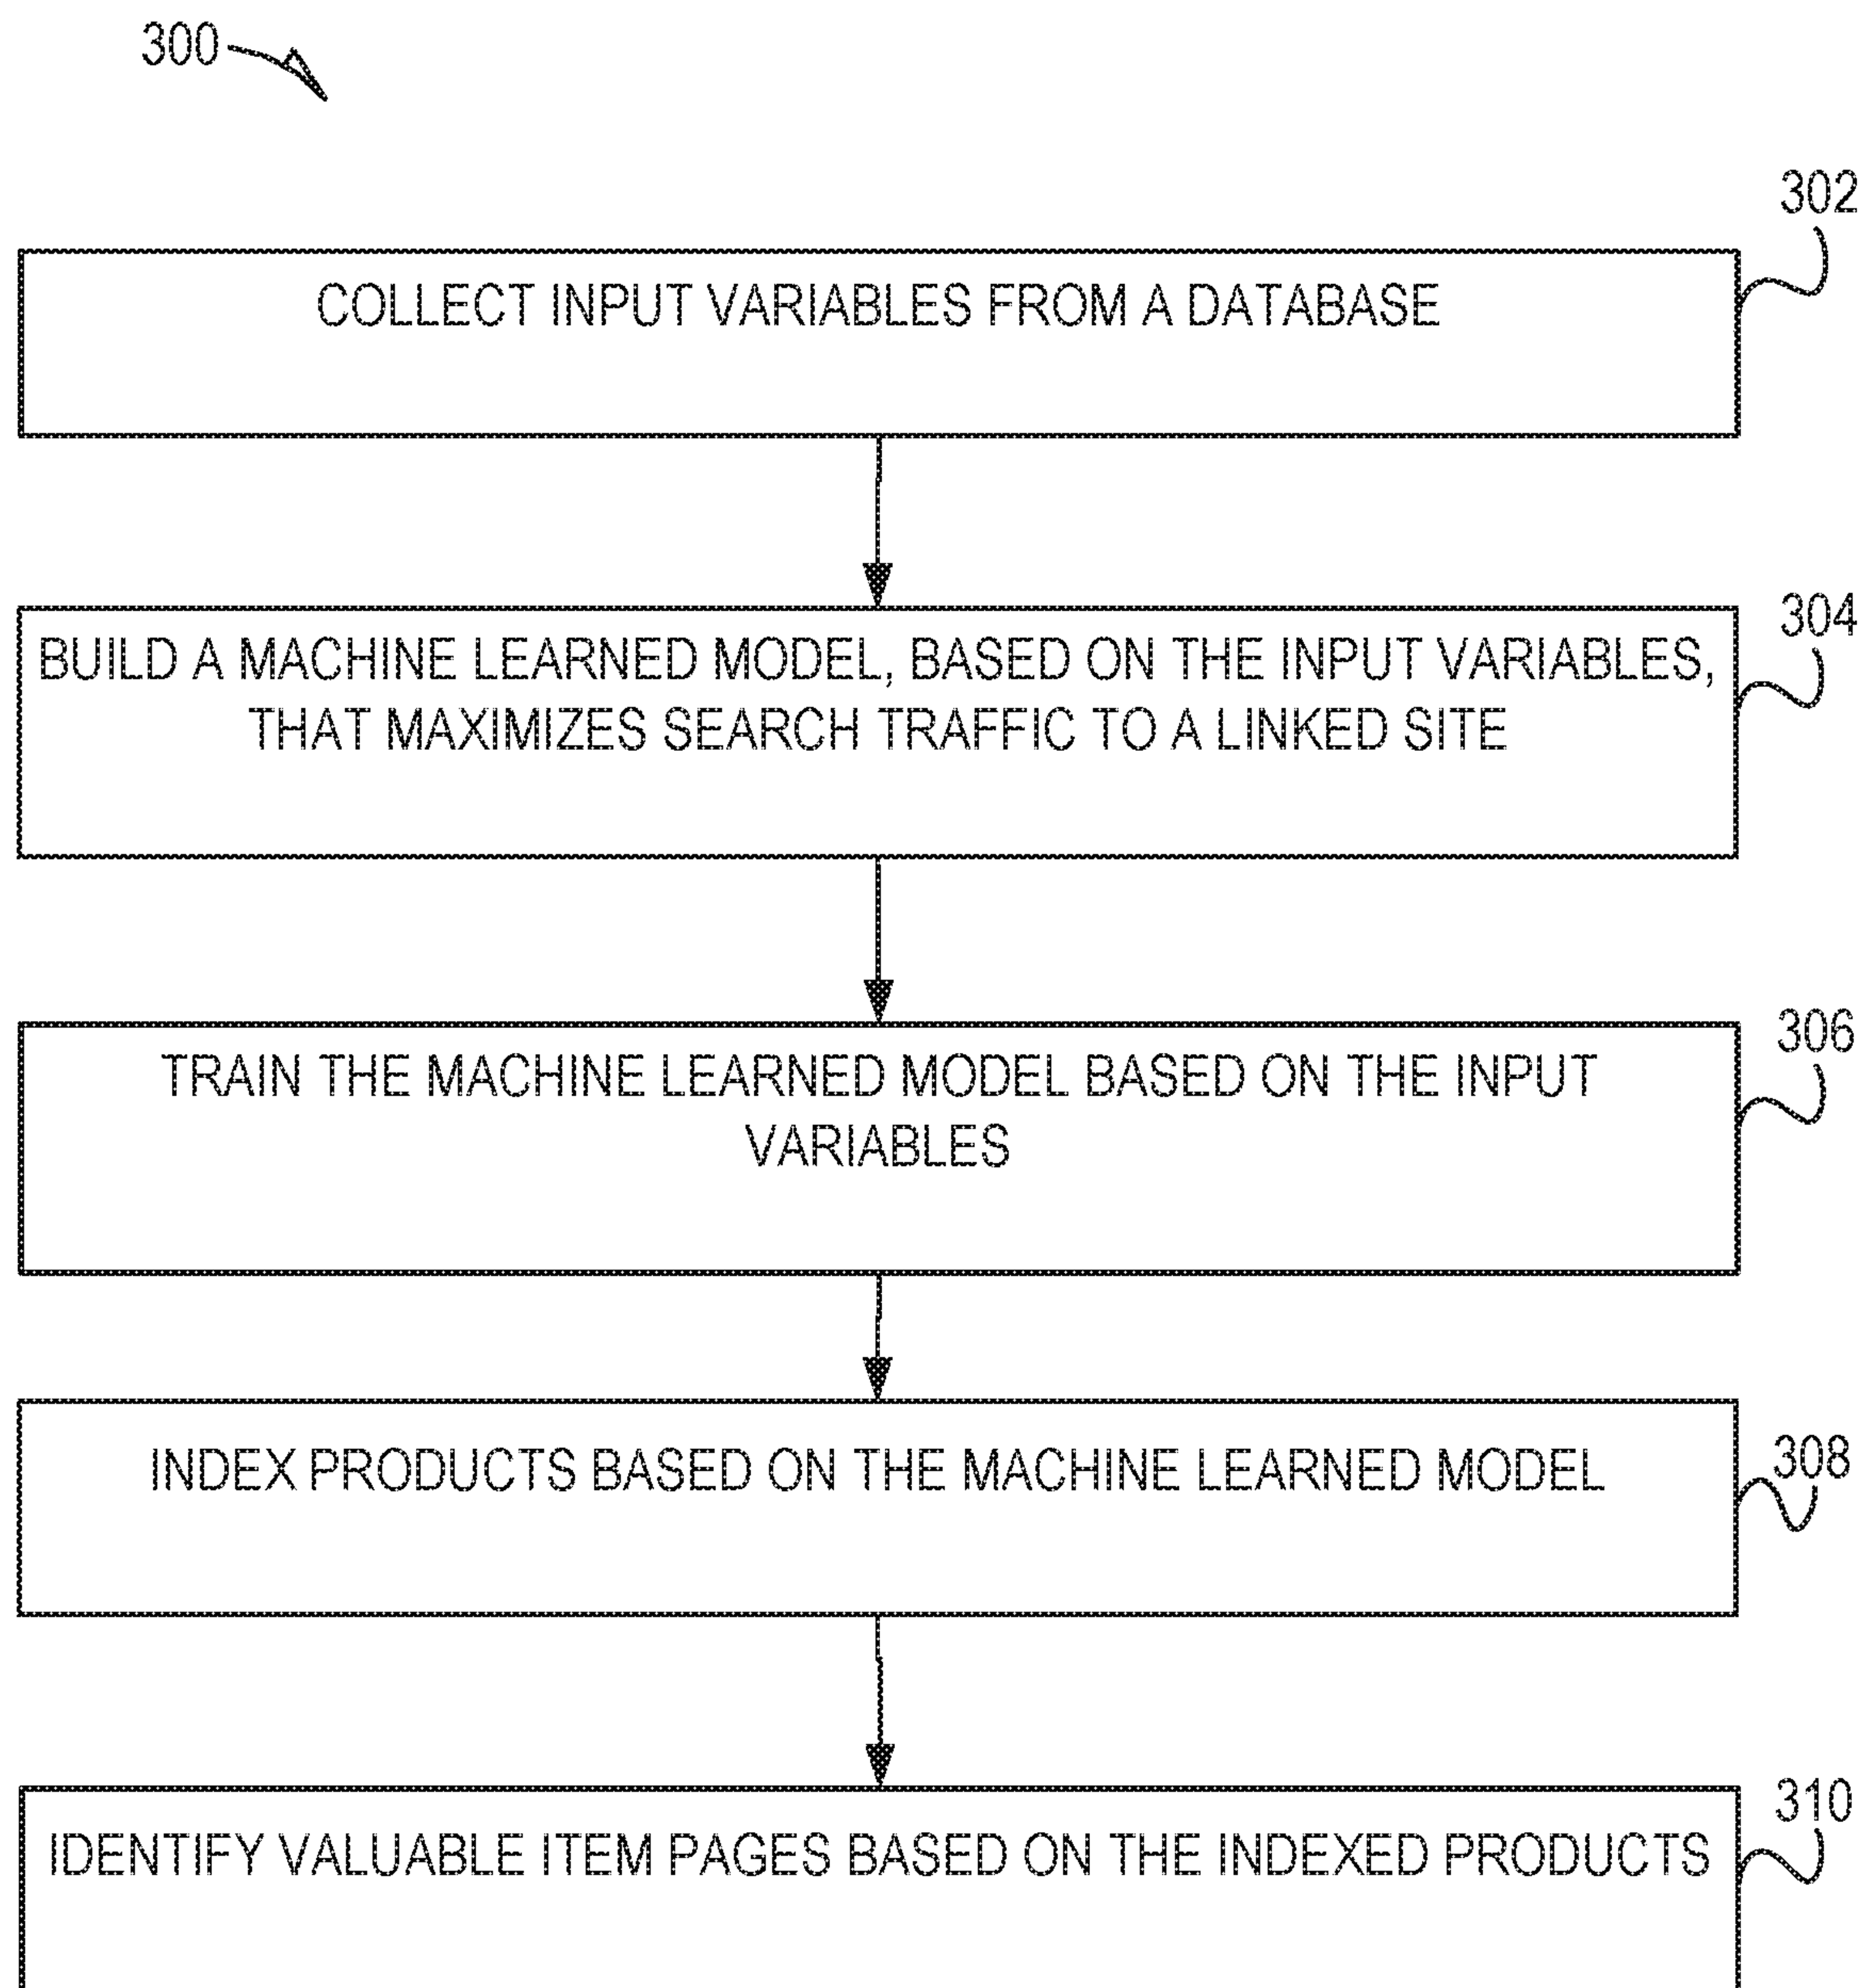 300
302
COLLECT INPUT VARIABLES FROM A DATABASE
304
BUILD A MACHINE LEARNED MODEL, BASED ON THE INPUT VARIABLES,
THAT MAXIMIZES SEARCH TRAFFIC TO A LINKED SITE
306
TRAIN THE MACHINE LEARNED MODEL BASED ON THE INPUT
VARIABLES
308
INDEX PRODUCTS BASED ON THE MACHINE LEARNED MODEL
310
IDENTIFY VALUABLE ITEM PAGES BASED ON THE INDEXED PRODUCTS